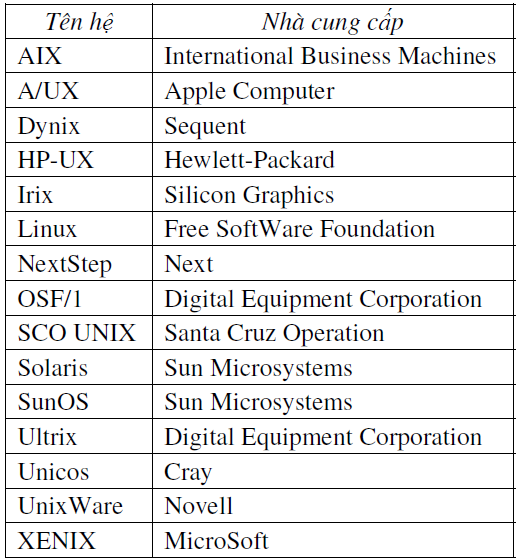 Tên hệ Nhà cung cấp
AIX International Business Machines
A/UX Apple Computer
Dynix Sequent
HP-UX Hewlett-Packard
Irix Silicon Graphics
Linux Free SoftWare Foundation
NextStep Next
OSF/1 Digital Equipment Corporation
SCO UNIX Santa Cruz Operation
Solaris Sun Microsystems
SunOS Sun Microsystems
Ultrix Digital Equipment Corporation
Unicos Cray
UnixWare Novell
XENIX MicroSoft